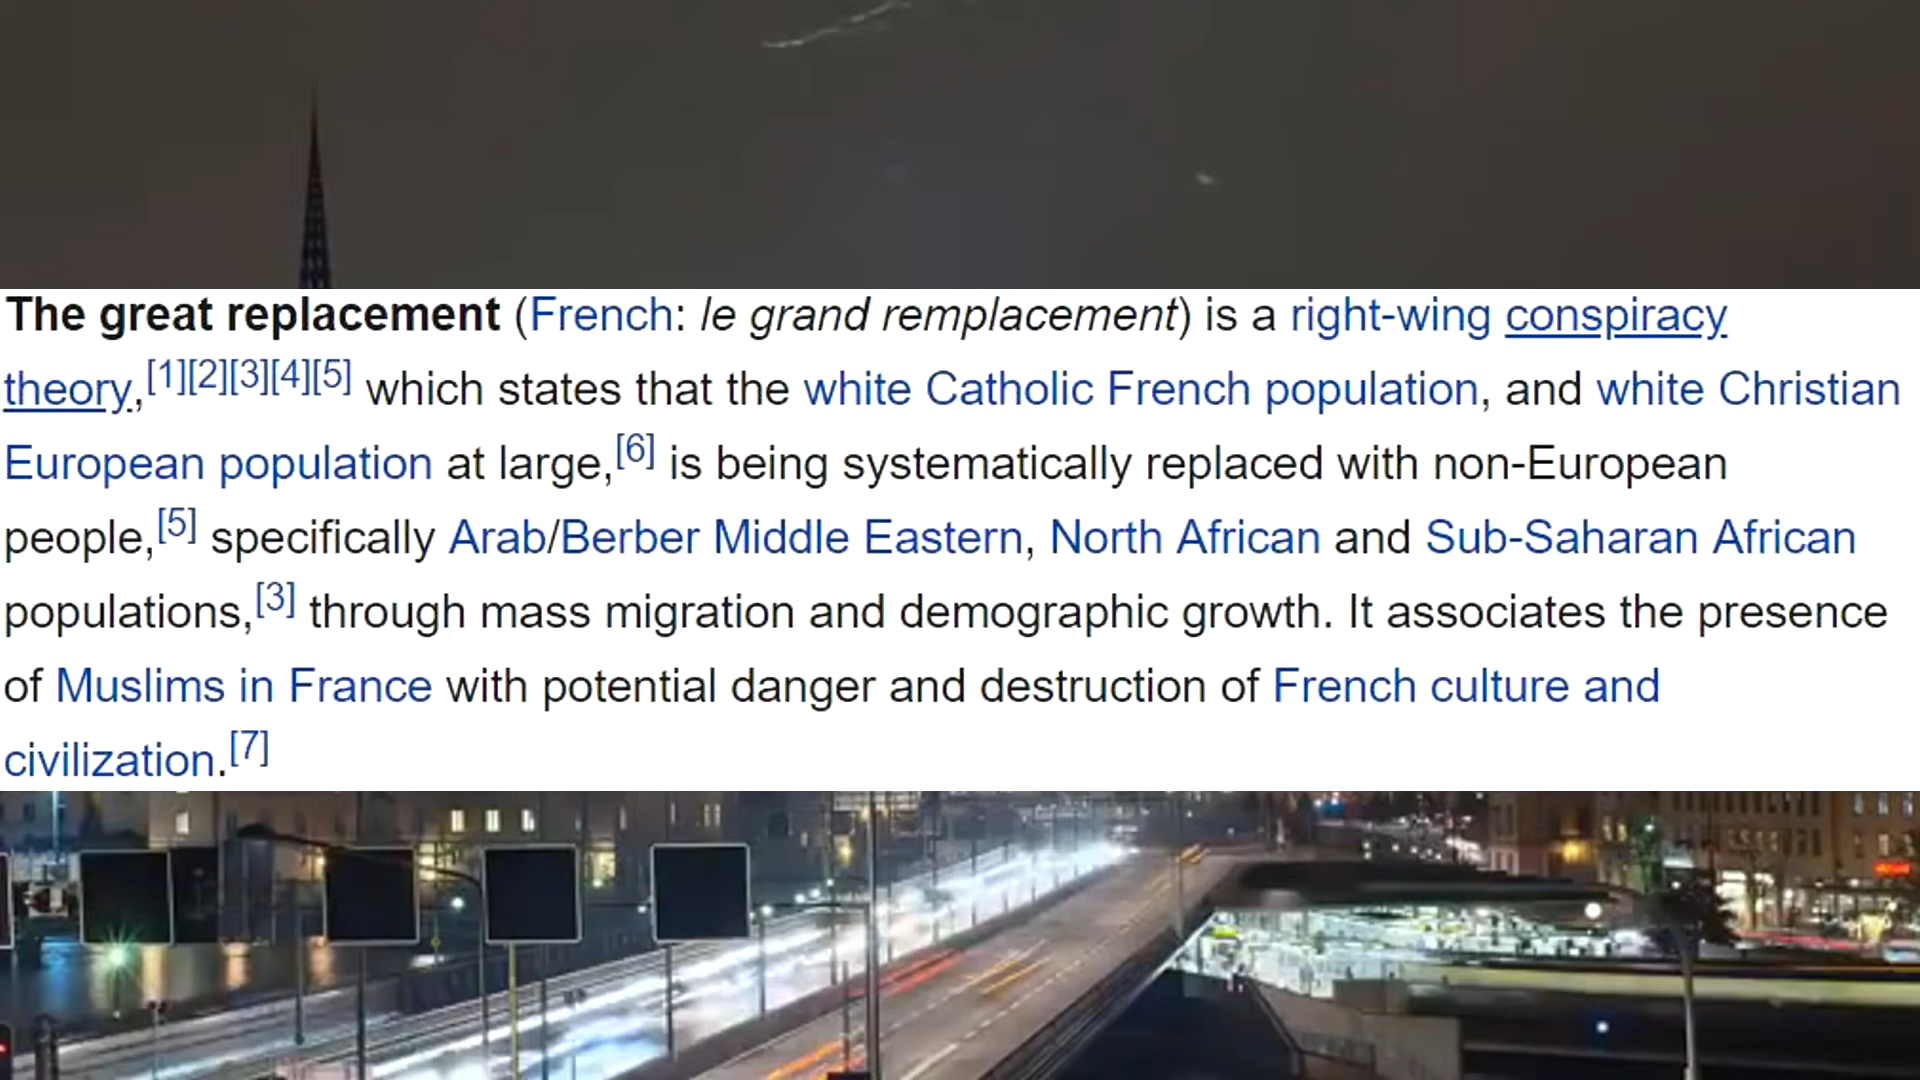 The great replacement (French: le grand remplacement) is a right-wing conspiracy
theory,[1][2][3][4][5] which states that the white Catholic French population, and white Christian
European population at large,[6] is being systematically replaced with non-European
people,[5] specifically Arab/Berber Middle Eastern, North African and Sub-Saharan African
populations,[3] through mass migration and demographic growth. It associates the presence
of Muslims in France with potential danger and destruction of French culture and
civilization.[7]